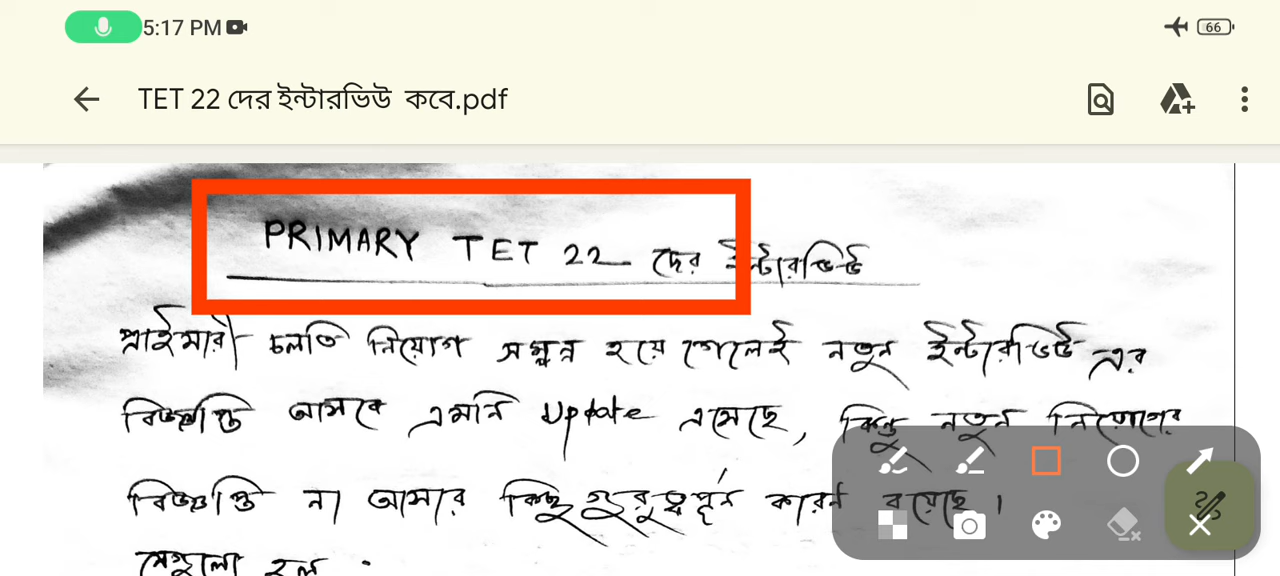 5:17 PM
66
TET 22 দের ইন্টারভিউ কবে.pdf
PRIMARY TET 22 দের ইন্টারভিউ
প্রাইমারী চলতি নিয়োগ সম্পন্ন হয়ে গেলেই নতুন ইন্টারভিউ এর
বিজ্ঞপ্তি আসবে এমনি Update এসেছে, কিন্তু নতুন নিয়োগের
বিজ্ঞপ্তি না আসার কিছু গুরুত্বপূর্ন কারন রয়েছে।
সেগুলো হল